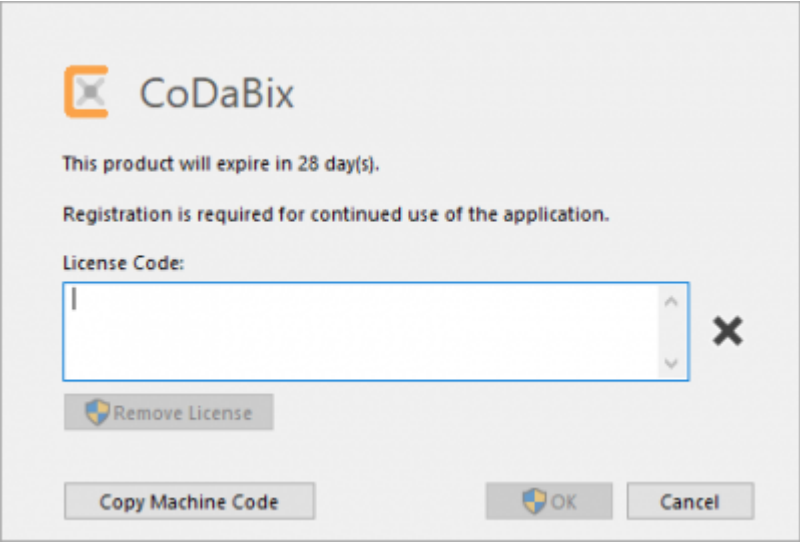 CoDaBix
This product will expire in 28 day(s).
Registration is required for continued use of the application.
License Code:
Remove License
Copy Machine Code
OK
Cancel